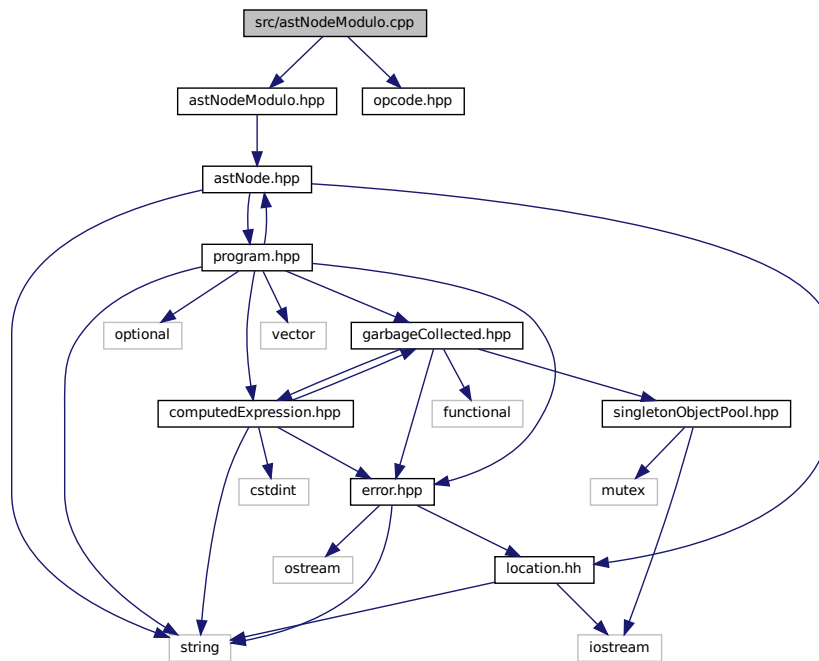 src/astNodeModulo.cpp
astNodeModulo.hpp
opcode.hpp
astNode.hpp
program.hpp
optional
vector
garbageCollected.hpp
computedExpression.hpp
functional
singletonObjectPool.hpp
cstdint
error.hpp
mutex
ostream
location.hh
string
iostream